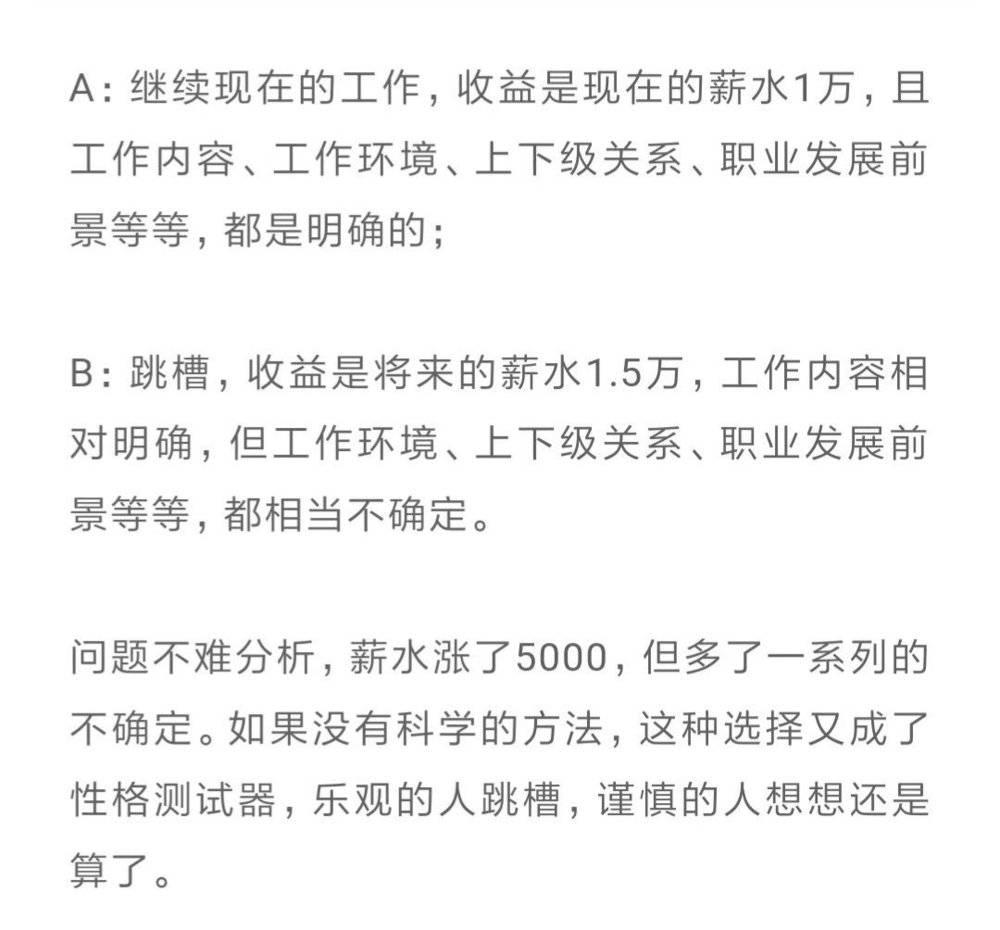 A：继续现在的工作，收益是现在的薪水1万，且
工作内容、工作环境、上下级关系、职业发展前
景等等，都是明确的；
B：跳槽，收益是将来的薪水1.5万，工作内容相
对明确，但工作环境、上下级关系、职业发展前
景等等，都相当不确定。
问题不难分析，薪水涨了5000，但多了一系列的
不确定。如果没有科学的方法，这种选择又成了
性格测试器，乐观的人跳槽，谨慎的人想想还是
算了。